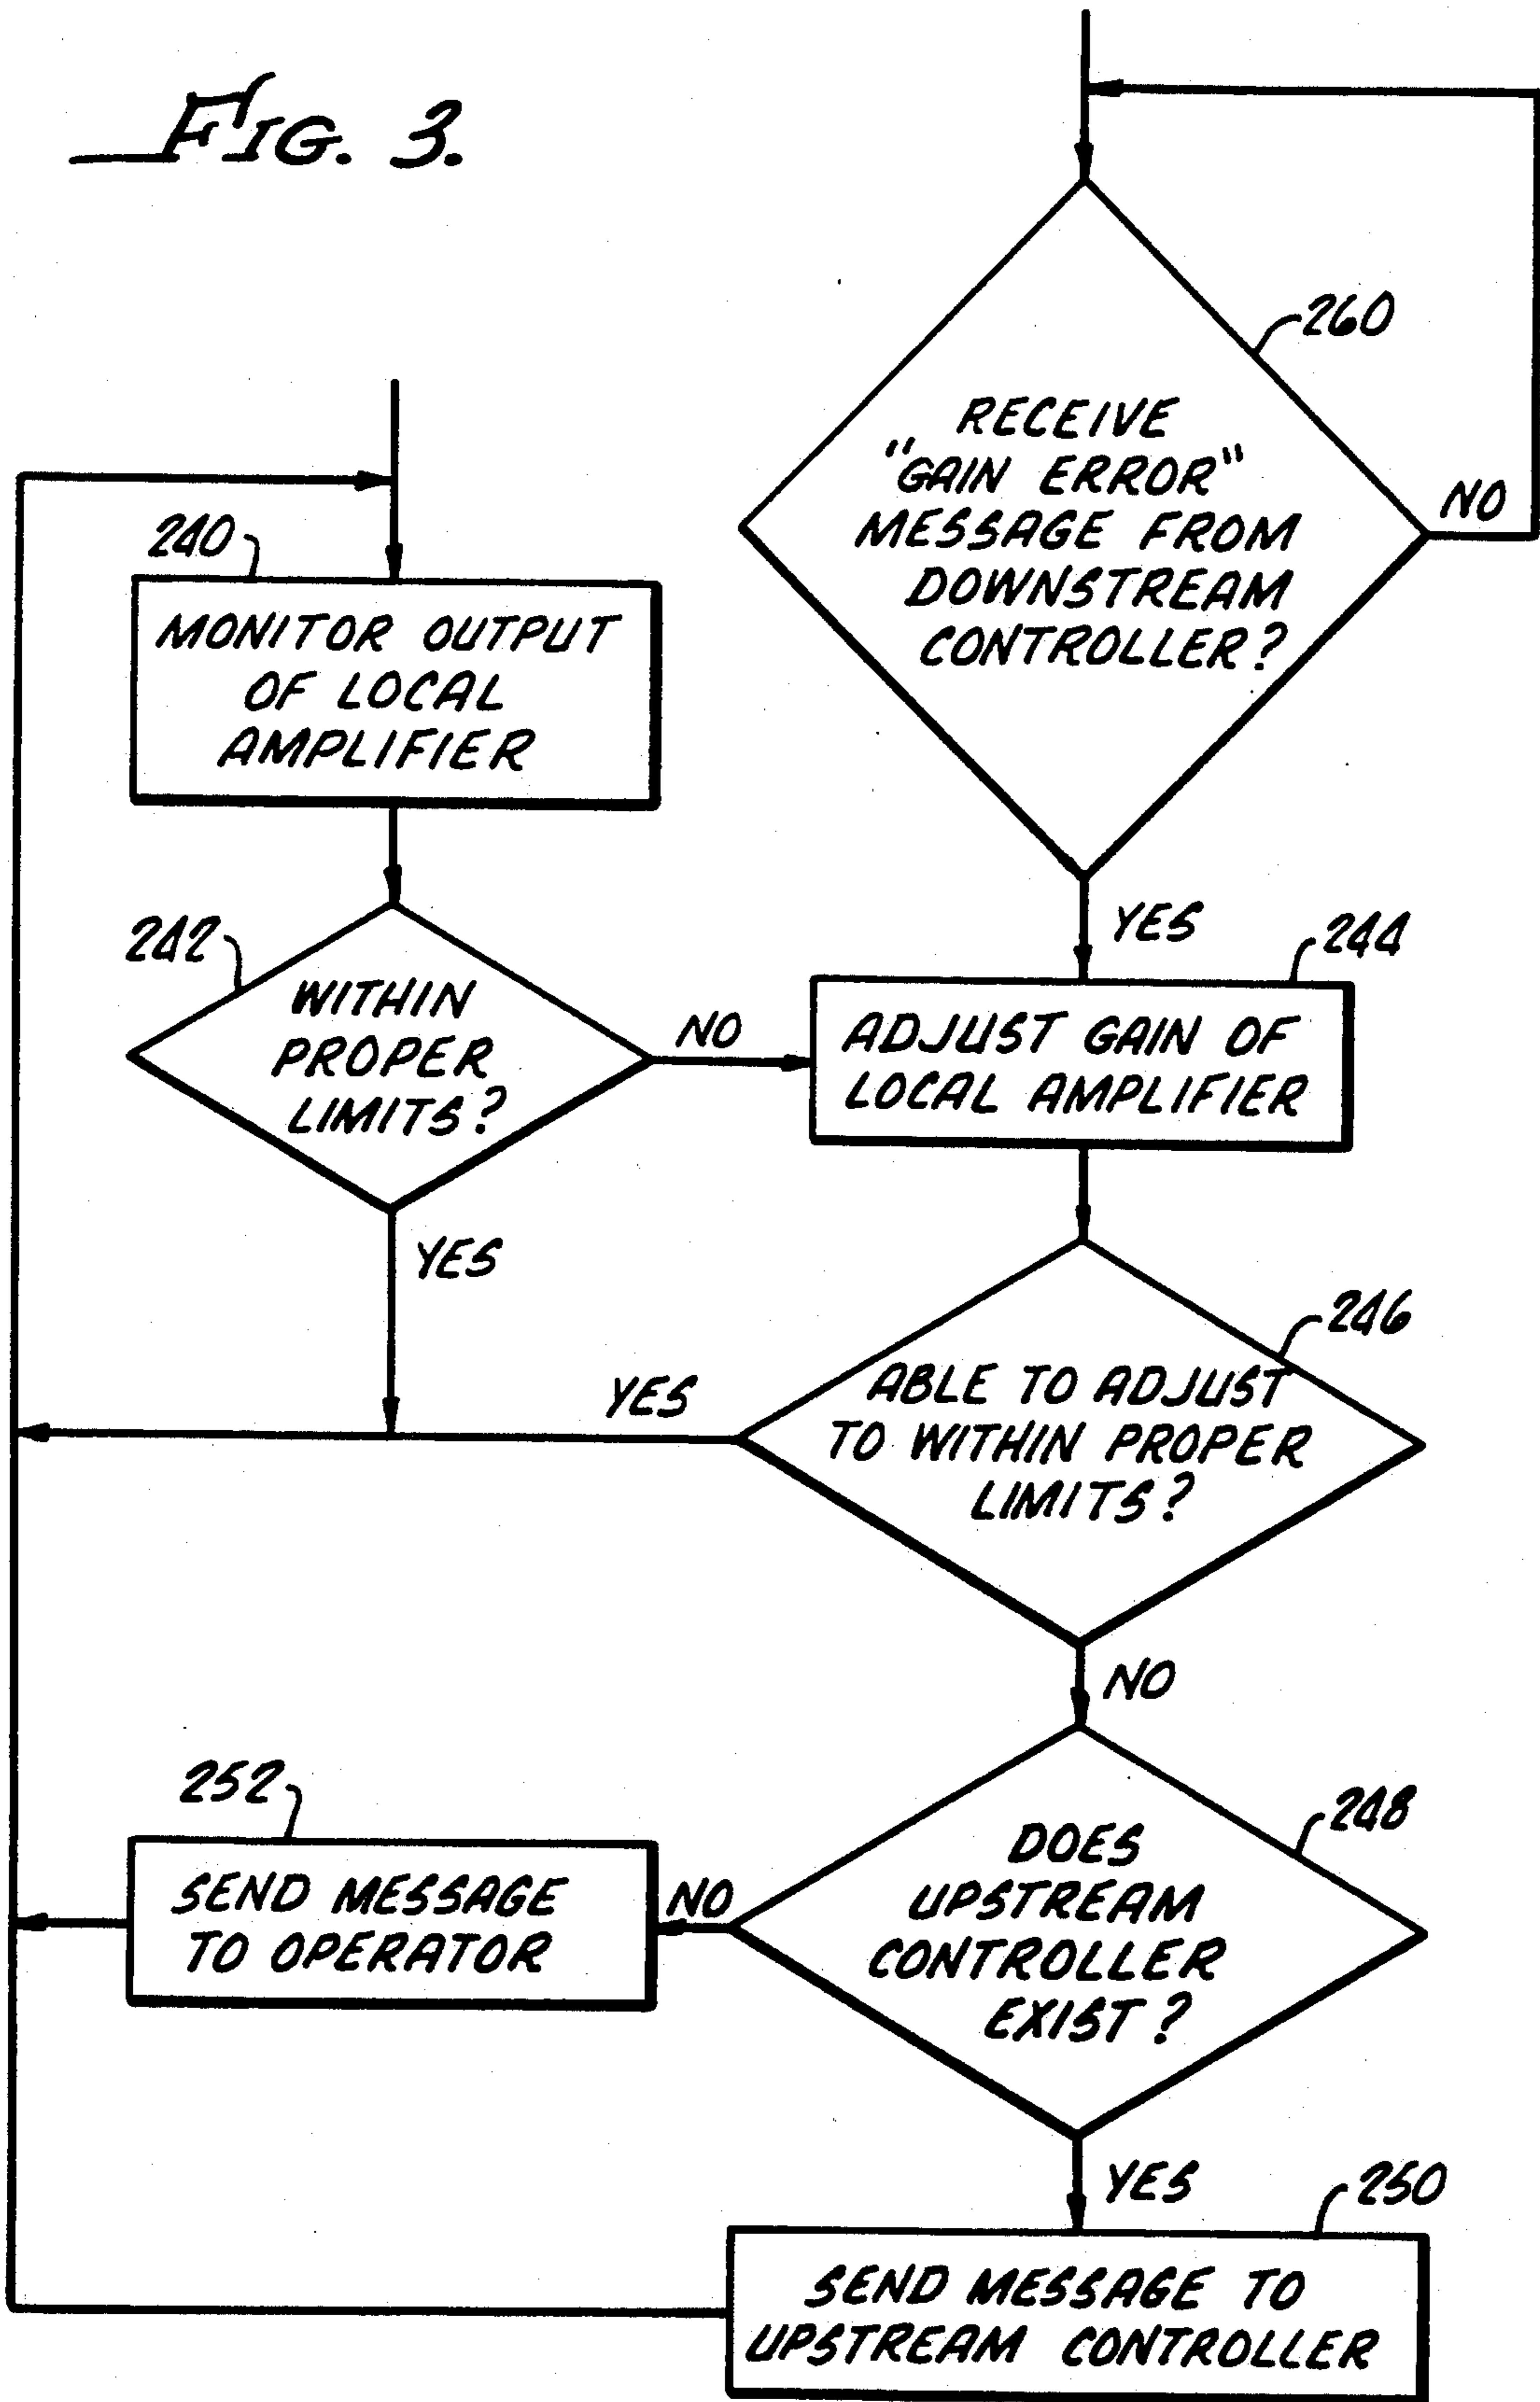 FIG. 3.
260
RECEIVE
"GAIN ERROR"
MESSAGE FROM
DOWNSTREAM
CONTROLLER?
NO
240
MONITOR OUTPUT
OF LOCAL
AMPLIFIER
YES
244
242
WITHIN
PROPER
LIMITS?
NO
ADJUST GAIN OF
LOCAL AMPLIFIER
YES
246
YES
ABLE TO ADJUST
TO WITHIN PROPER
LIMITS?
NO
252
SEND MESSAGE
TO OPERATOR
NO
248
DOES
UPSTREAM
CONTROLLER
EXIST?
YES
250
SEND MESSAGE TO
UPSTREAM CONTROLLER